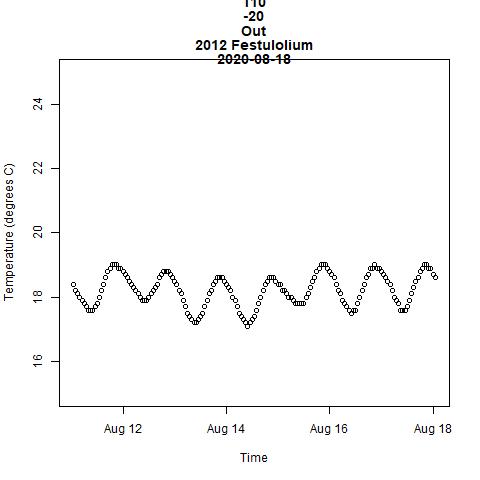 110
-20
Out
2012 Festulolium
2020-08-18
24
22
20
18
16
Temperature (degrees C)
Aug 12
Aug 14
Aug 16
Aug 18
Time